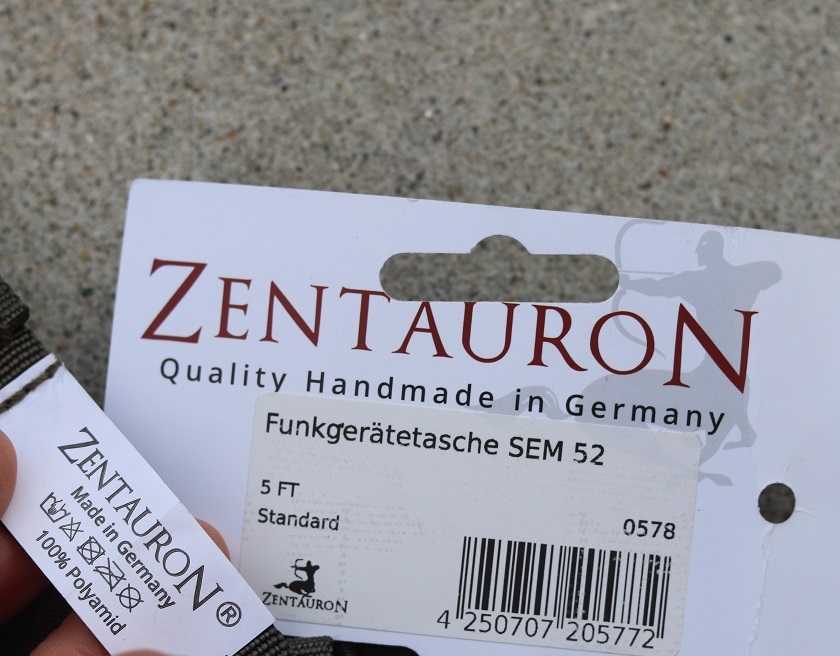 ZENTAURON
Quality Handmade in Germany
Funkgerätetasche SEM 52
5 FT
Standard
0578
ZENTAURON
4 250707 205772
ZENTAURON®
Made in Germany
100% Polyamid